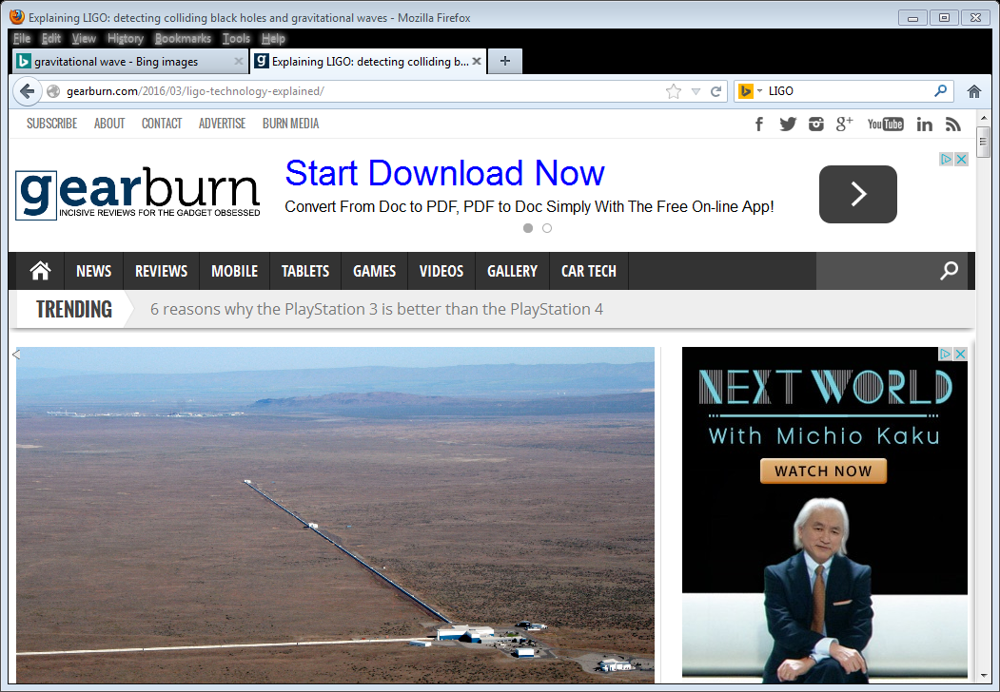 Explaining LIGO: detecting colliding black holes and gravitational waves - Mozilla Firefox
File Edit View History Bookmarks Tools Help
gravitational wave - Bing images
Explaining LIGO: detecting colliding b...
gearburn.com/2016/03/ligo-technology-explained/
LIGO
SUBSCRIBE ABOUT CONTACT ADVERTISE BURN MEDIA
You Tube
gearburn
INCISIVE REVIEWS FOR THE GADGET OBSESSED
Start Download Now
Convert From Doc to PDF, PDF to Doc Simply With The Free On-line App!
NEWS REVIEWS MOBILE TABLETS GAMES VIDEOS GALLERY CAR TECH
TRENDING
6 reasons why the PlayStation 3 is better than the PlayStation 4
NEXT WORLD
With Michio Kaku
WATCH NOW